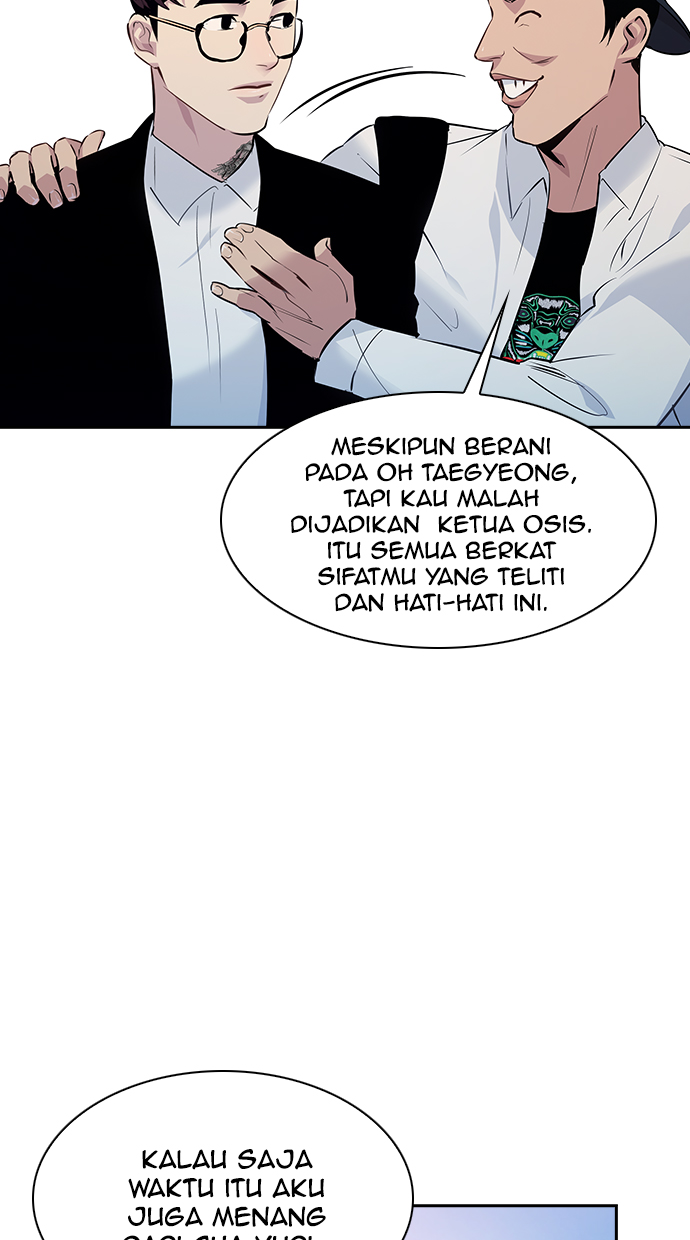 MESKIPUN BERANI
PADA OH TAEGYEONG,
TAPI KAU MALAH
DIJADIKAN KETUA OSIS.
ITU SEMUA BERKAT
SIFATMU YANG TELITI
DAN HATI-HATI INI.
KALAU SAJA
WAKTU ITU AKU
JUGA MENANG